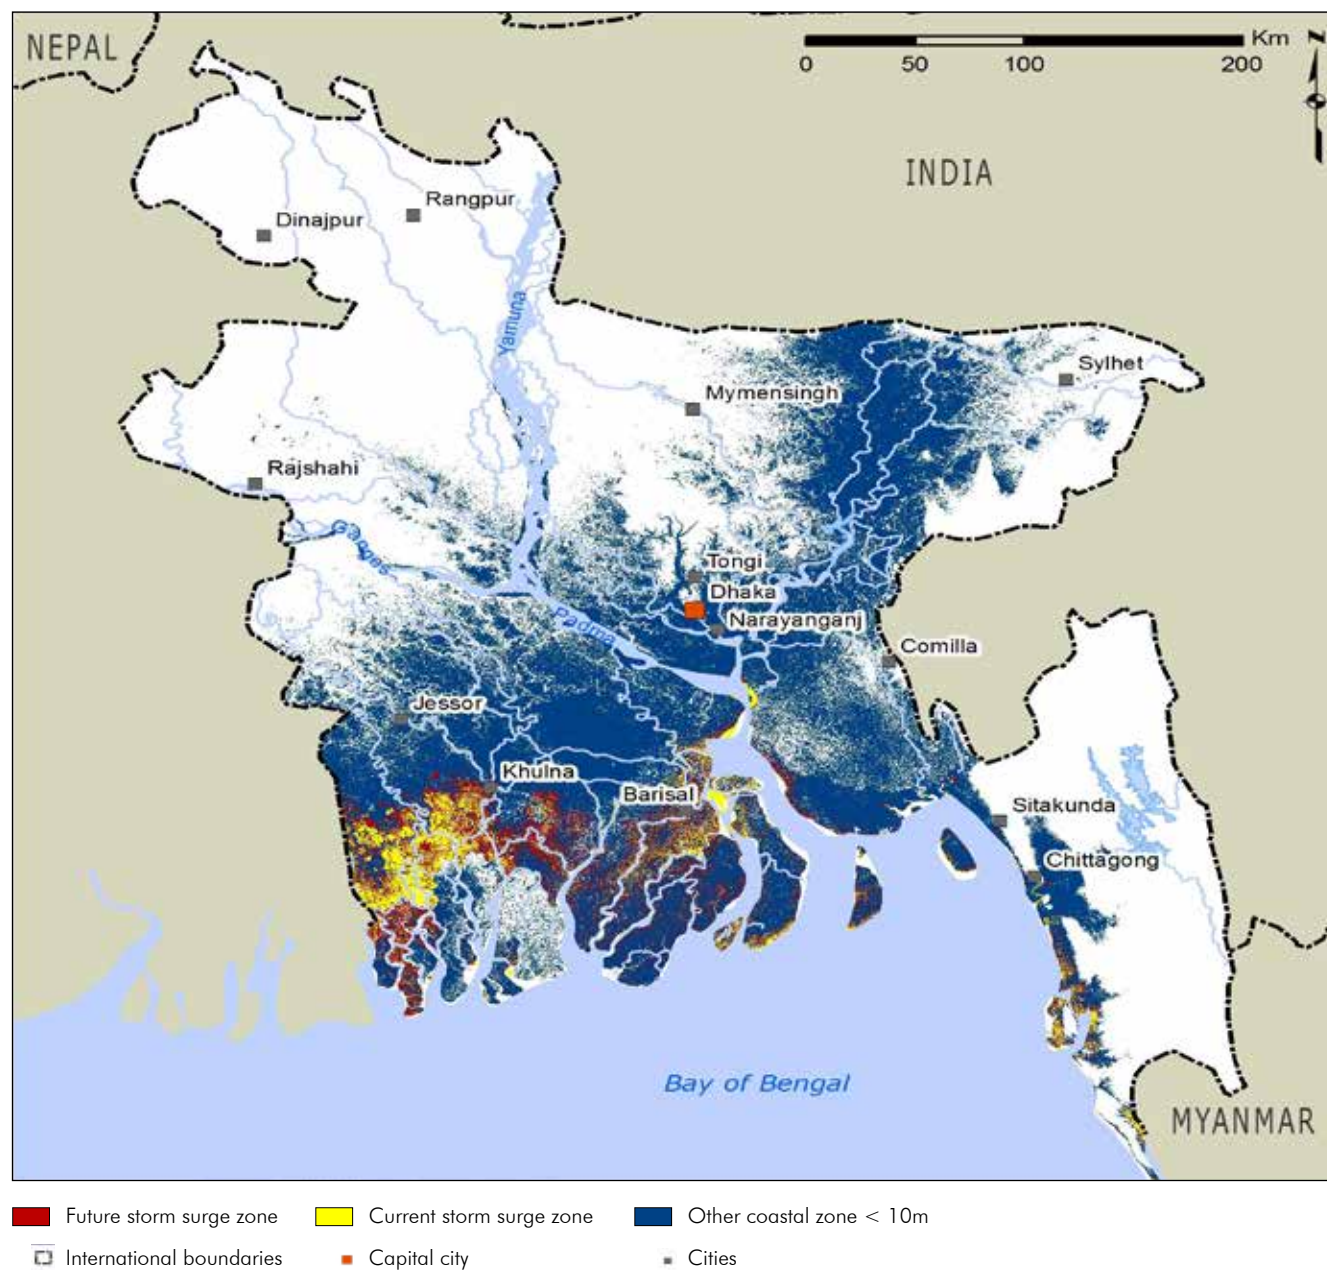 NEPAL
Km
N
0 50 100 200
INDIA
Rangpur
Dinajpur
Yamuna
Sylhet
Mymensingh
Rajshahi
Ganges
Tongi
Dhaka
Padma
Narayanganj
Comilla
Jessor
Khulna
Barisal
Sitakunda
Chittagong
Bay of Bengal
MYANMAR
Future storm surge zone Current storm surge zone Other coastal zone < 10m
International boundaries Capital city Cities